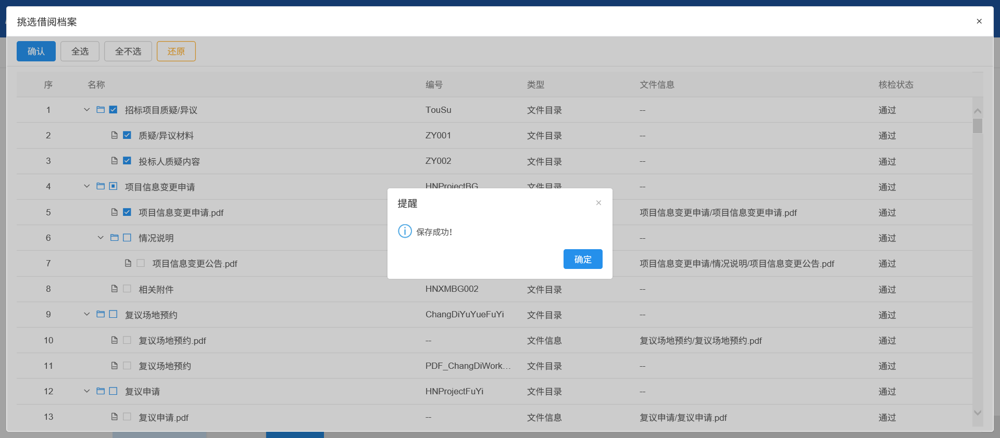 挑选借阅档案
×
确认 全选 全不选 还原
序 名称 编号 类型 文件信息 核检状态
1 招标项目质疑/异议 TouSu 文件目录 -- 通过
2 质疑/异议材料 ZY001 文件目录 -- 通过
3 投标人质疑内容 ZY002 文件目录 -- 通过
4 项目信息变更申请 HNProjectBG 文件目录 -- 通过
5 项目信息变更申请.pdf 项目信息变更申请/项目信息变更申请.pdf 通过
6 情况说明 -- 通过
7 项目信息变更公告.pdf 项目信息变更申请/情况说明/项目信息变更公告.pdf 通过
8 相关附件 HNXMBG002 文件目录 -- 通过
9 复议场地预约 ChangDiYuYueFuYi 文件目录 -- 通过
10 复议场地预约.pdf -- 文件信息 复议场地预约/复议场地预约.pdf 通过
11 复议场地预约 PDF_ChangDiWork... 文件目录 -- 通过
12 复议申请 HNProjectFuYi 文件目录 -- 通过
13 复议申请.pdf -- 文件信息 复议申请/复议申请.pdf 通过
提醒
×
保存成功!
确定